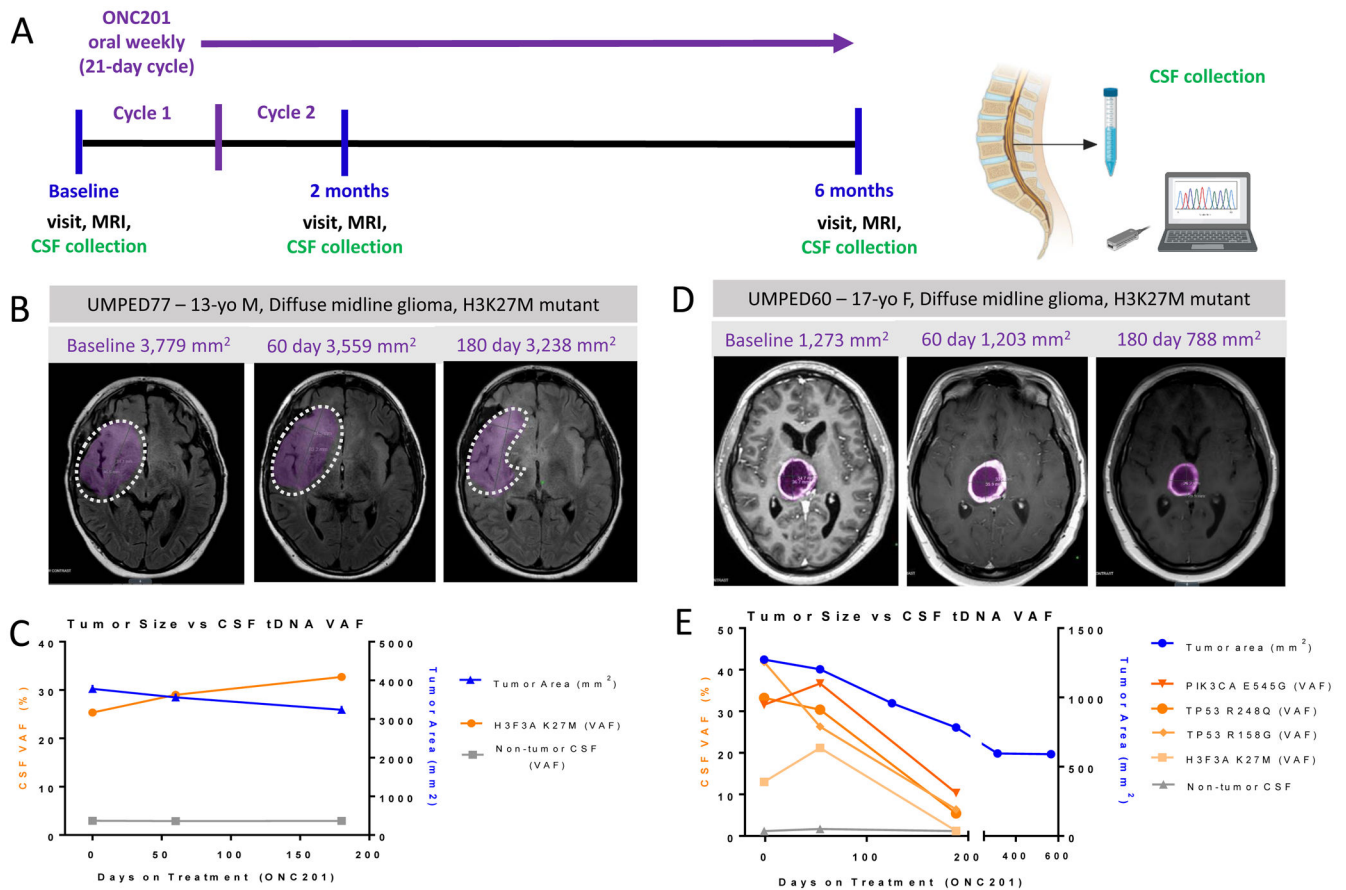 A
ONC201
oral weekly
(21-day cycle)
Cycle 1
Cycle 2
Baseline
visit, MRI,
CSF collection
2 months
visit, MRI,
CSF collection
6 months
visit, MRI,
CSF collection
CSF collection
B
UMPED77 – 13-yo M, Diffuse midline glioma, H3K27M mutant
Baseline 3,779 mm²
60 day 3,559 mm²
180 day 3,238 mm²
C
Tumor Size vs CSF tDNA VAF
CSF VAF (%)
40
30
20
10
0
5000
4000
3000
2000
1000
0
Tumor Area (mm2)
0
50
100
150
200
Days on Treatment (ONC201)
Tumor Area (mm²)
H3F3A K27M (VAF)
Non-tumor CSF
(VAF)
D
UMPED60 – 17-yo F, Diffuse midline glioma, H3K27M mutant
Baseline 1,273 mm²
60 day 1,203 mm²
180 day 788 mm²
E
Tumor Size vs CSF tDNA VAF
CSF VAF (%)
50
40
30
20
10
0
1500
1000
500
0
Tumor Area (mm²)
0
100
200
400
600
Days on Treatment (ONC201)
Tumor area (mm²)
PIK3CA E545G (VAF)
TP53 R248Q (VAF)
TP53 R158G (VAF)
H3F3A K27M (VAF)
Non-tumor CSF